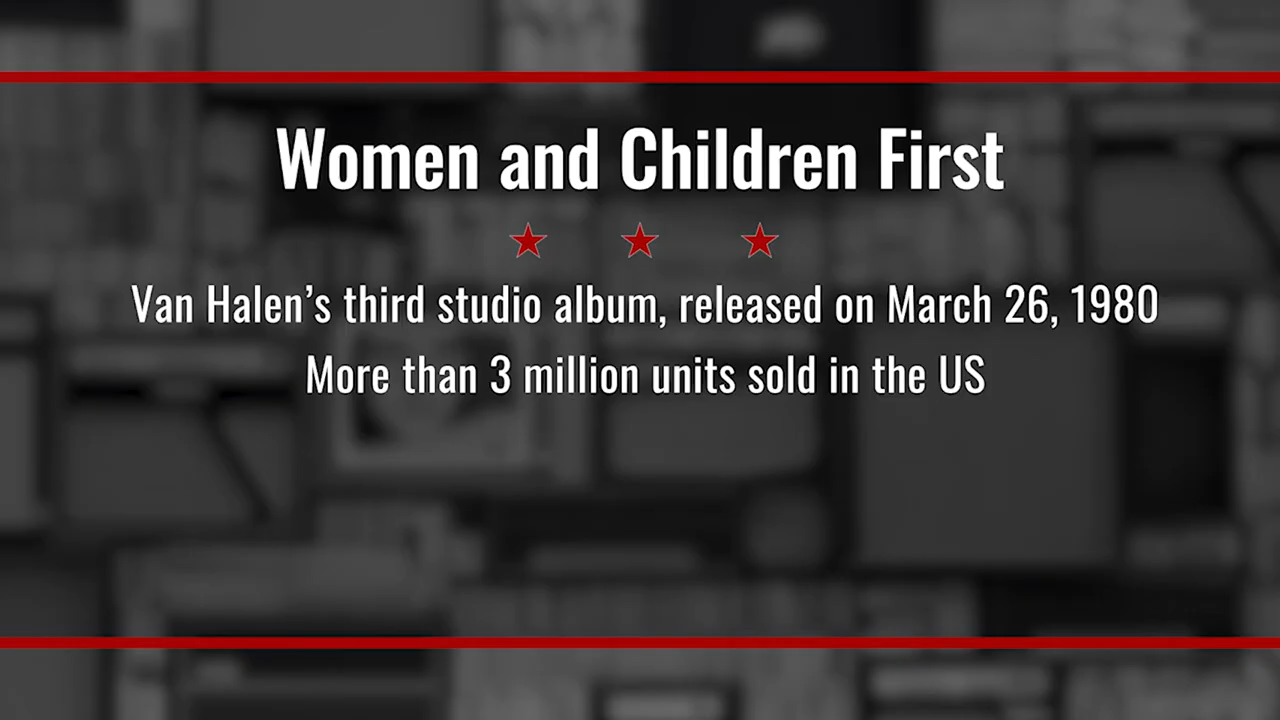 Women and Children First
Van Halen’s third studio album, released on March 26, 1980
More than 3 million units sold in the US